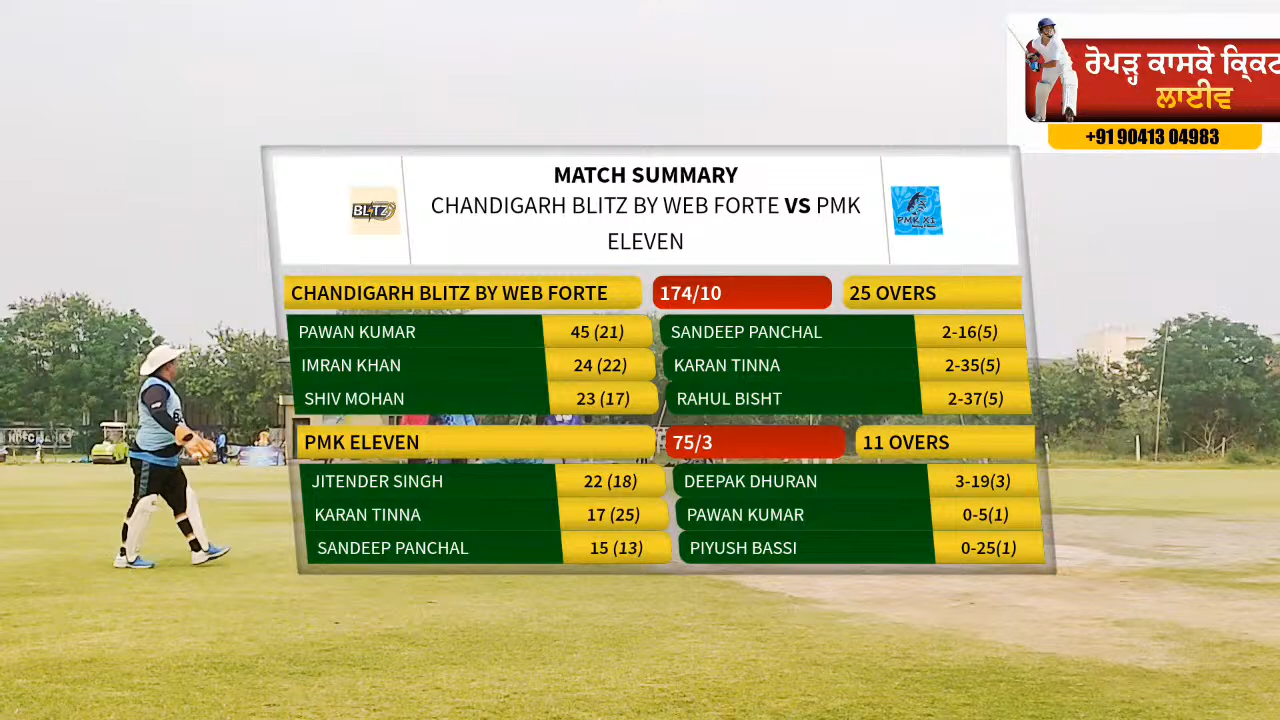 ਰੋਪੜ੍ਹ ਕਾਸਕੋ ਕ੍ਰਿਕਟ
ਲਾਈਵ
+91 90413 04983
MATCH SUMMARY
BLITZ
CHANDIGARH BLITZ BY WEB FORTE VS PMK
ELEVEN
PMK XI
CHANDIGARH BLITZ BY WEB FORTE 174/10 25 OVERS
PAWAN KUMAR 45 (21) SANDEEP PANCHAL 2-16(5)
IMRAN KHAN 24 (22) KARAN TINNA 2-35(5)
SHIV MOHAN 23 (17) RAHUL BISHT 2-37(5)
PMK ELEVEN 75/3 11 OVERS
JITENDER SINGH 22 (18) DEEPAK DHURAN 3-19(3)
KARAN TINNA 17 (25) PAWAN KUMAR 0-5(1)
SANDEEP PANCHAL 15 (13) PIYUSH BASSI 0-25(1)